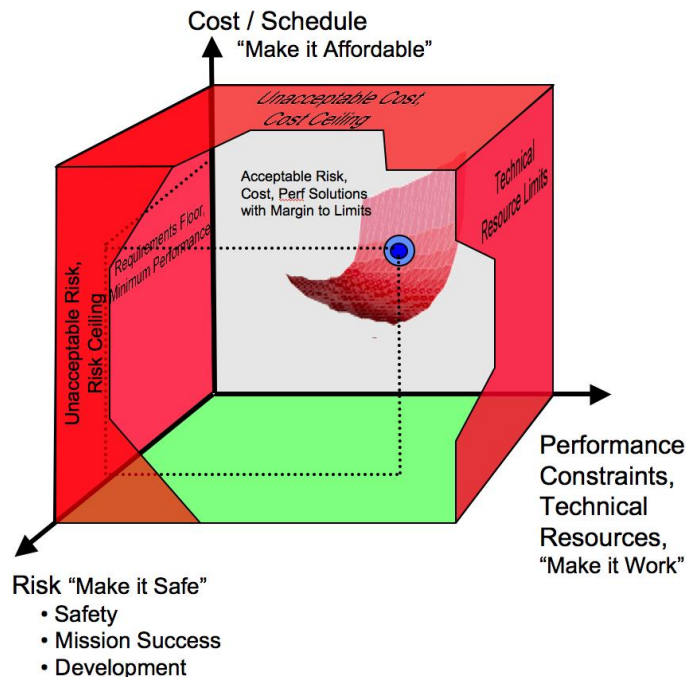 Cost / Schedule
“Make it Affordable”
Unacceptable Cost,
Cost Ceiling
Acceptable Risk,
Cost, Perf Solutions
with Margin to Limits
Technical
Resource Limits
Requirements Floor,
Minimum Performance
Unacceptable Risk,
Risk Ceiling
Performance
Constraints,
Technical
Resources,
“Make it Work”
Risk “Make it Safe”
• Safety
• Mission Success
• Development